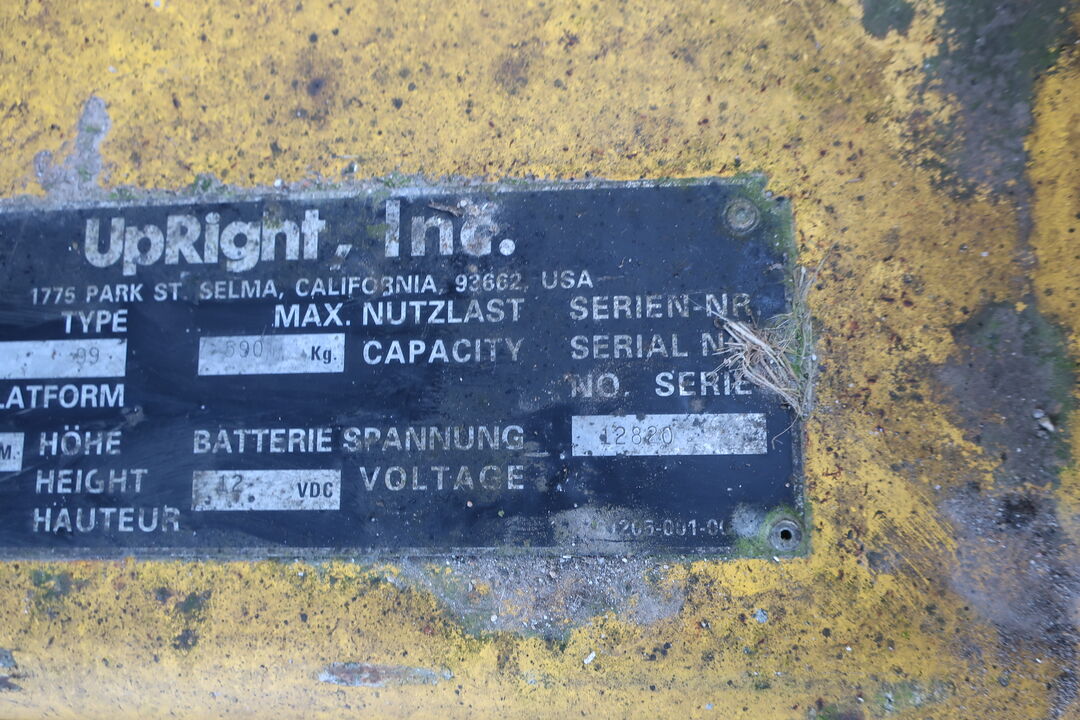 UpRight, Inc.
1775 PARK ST. SELMA, CALIFORNIA, 93662, USA
TYPE MAX. NUTZLAST SERIEN-NR
99 590 Kg. CAPACITY SERIAL
LATFORM NO. SERIE
M. HÖHE BATTERIE SPANNUNG 12820
HEIGHT 12 VDC VOLTAGE
HAUTEUR